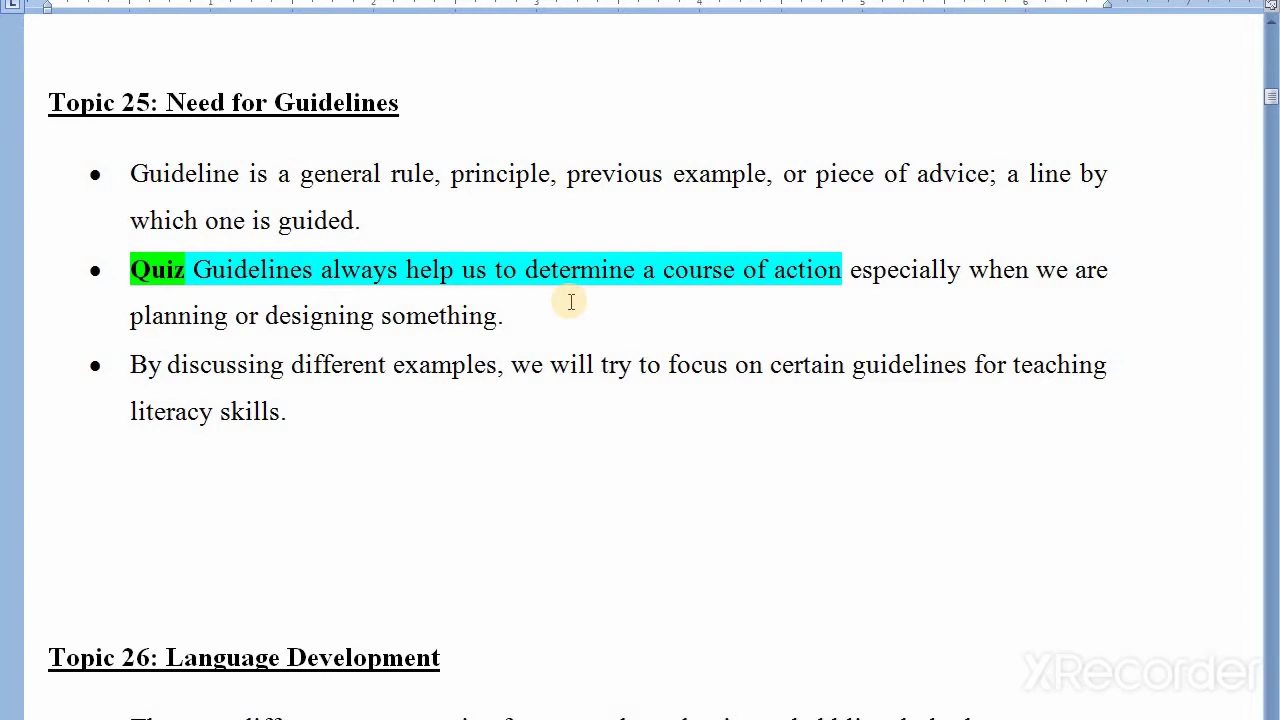 Topic 25: Need for Guidelines
• Guideline is a general rule, principle, previous example, or piece of advice; a line by
which one is guided.
• Quiz Guidelines always help us to determine a course of action especially when we are
planning or designing something.
• By discussing different examples, we will try to focus on certain guidelines for teaching
literacy skills.
Topic 26: Language Development
XRecorder